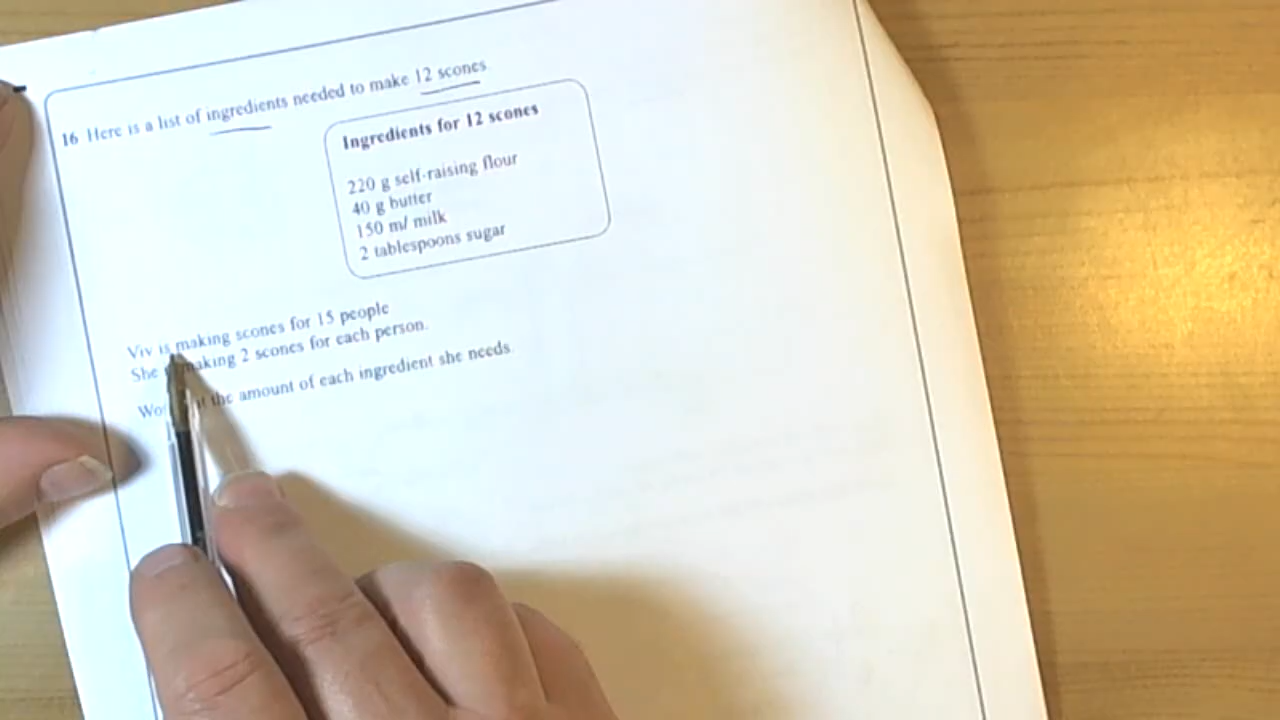 16 Here is a list of ingredients needed to make 12 scones
Ingredients for 12 scones
220 g self-raising flour
40 g butter
150 ml milk
2 tablespoons sugar
Viv is making scones for 15 people
She making 2 scones for each person.
the amount of each ingredient she needs.